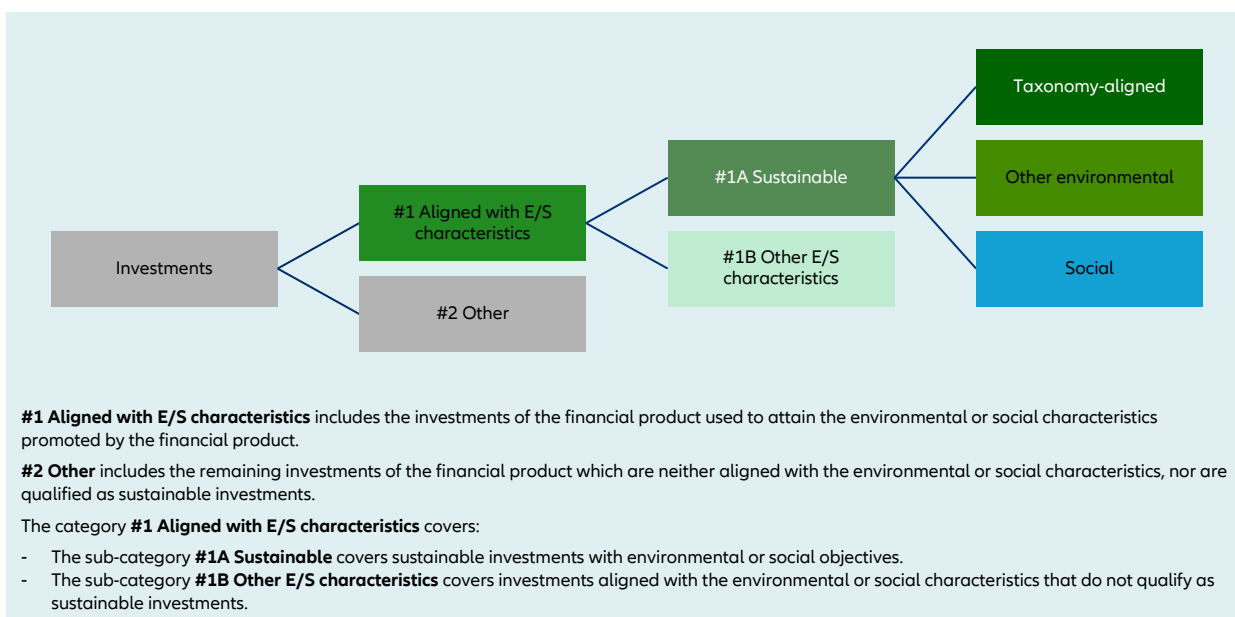 Taxonomy-aligned
#1A Sustainable
Other environmental
#1 Aligned with E/S
characteristics
Investments
#1B Other E/S
characteristics
Social
#2 Other
#1 Aligned with E/S characteristics includes the investments of the financial product used to attain the environmental or social characteristics
promoted by the financial product.
#2 Other includes the remaining investments of the financial product which are neither aligned with the environmental or social characteristics, nor are
qualified as sustainable investments.
The category #1 Aligned with E/S characteristics covers:
- The sub-category #1A Sustainable covers sustainable investments with environmental or social objectives.
- The sub-category #1B Other E/S characteristics covers investments aligned with the environmental or social characteristics that do not qualify as
sustainable investments.